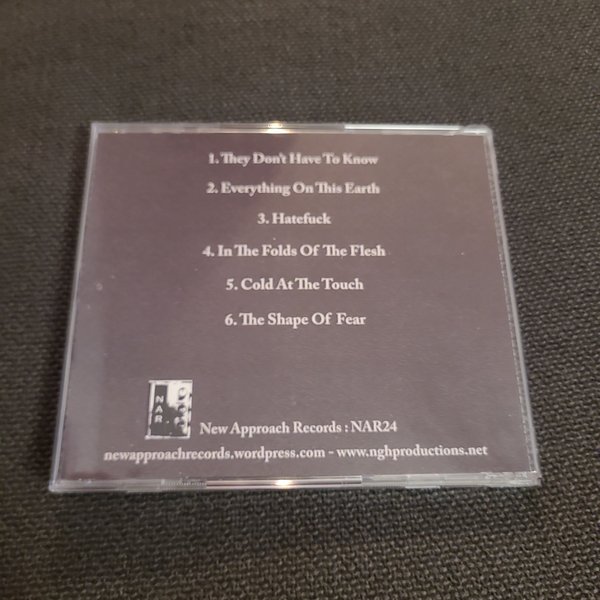 1. They Don't Have To Know
2. Everything On This Earth
3. Hatefuck
4. In The Folds Of The Flesh
5. Cold At The Touch
6. The Shape Of Fear
NAR
New Approach Records : NAR24
newapproachrecords.wordpress.com - www.nghproductions.net